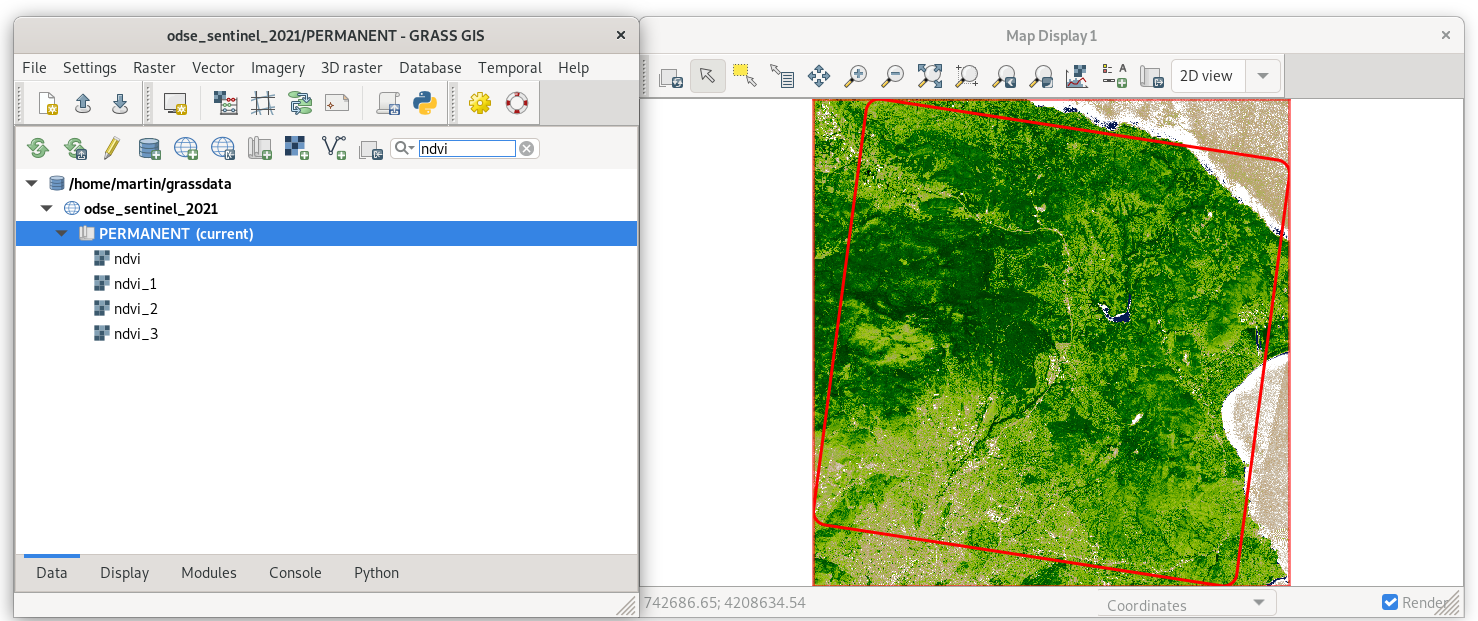 odse_sentinel_2021/PERMANENT - GRASS GIS
Map Display 1
File Settings Raster Vector Imagery 3D raster Database Temporal Help
2D view
ndvi
/home/martin/grassdata
odse_sentinel_2021
PERMANENT (current)
ndvi
ndvi_1
ndvi_2
ndvi_3
Data Display Modules Console Python
742686.65; 4208634.54
Coordinates
Render